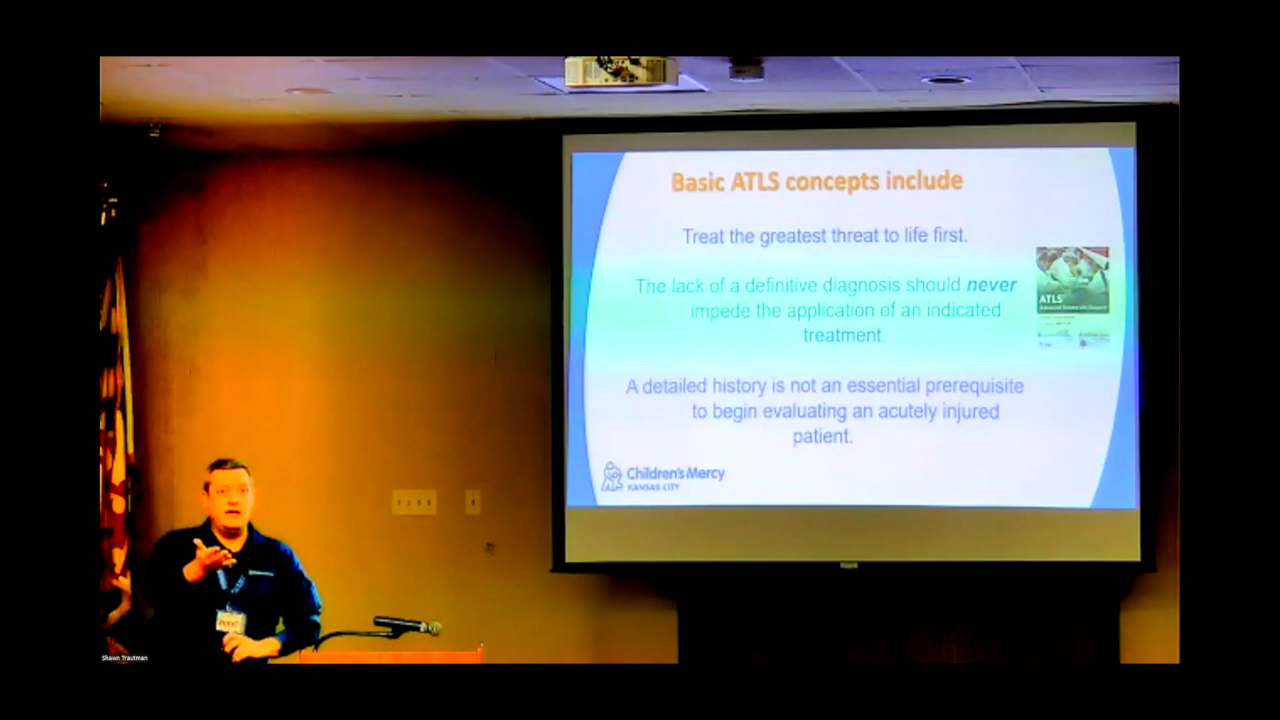 Basic ATLS concepts include
Treat the greatest threat to life first.
The lack of a definitive diagnosis should never
impede the application of an indicated
treatment.
ATLS
A detailed history is not an essential prerequisite
to begin evaluating an acutely injured
patient.
Children's Mercy
KANSAS CITY
Shawn Trautman